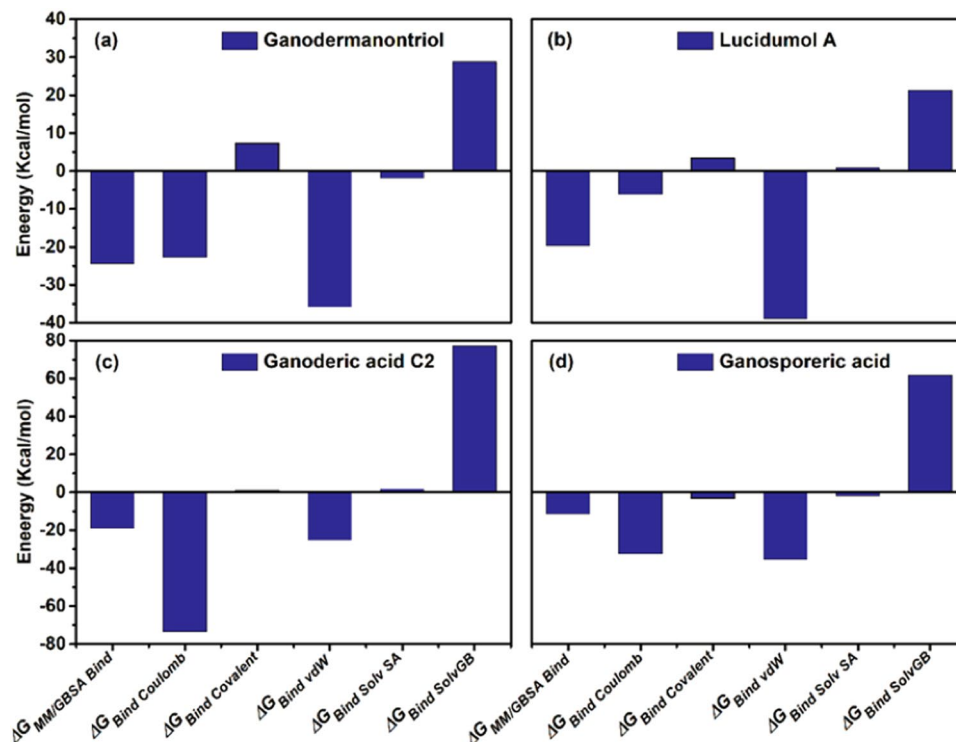 (a) Ganodermanontriol
(b) Lucidumol A
40
30
20
10
0
-10
-20
-30
-40
Eneergy (Kcal/mol)
(c) Ganoderic acid C2
(d) Ganosporeric acid
80
60
40
20
0
-20
-40
-60
-80
Eneergy (Kcal/mol)
ΔG MM/GBSA Bind
ΔG Bind Coulomb
ΔG Bind Covalent
ΔG Bind vdW
ΔG Bind Solv SA
ΔG Bind SolvGB
ΔG MM/GBSA Bind
ΔG Bind Coulomb
ΔG Bind Covalent
ΔG Bind vdW
ΔG Bind Solv SA
ΔG Bind SolvGB